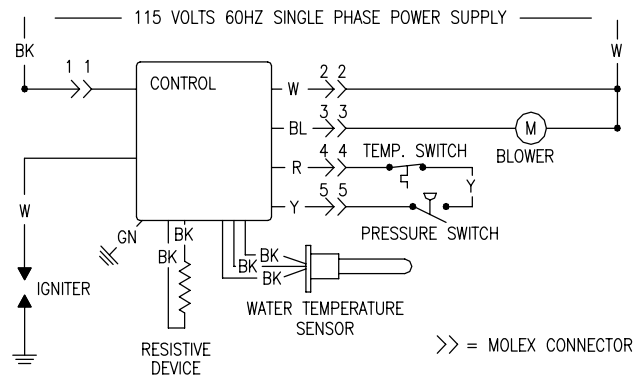 115 VOLTS 60HZ SINGLE PHASE POWER SUPPLY
BK
W
1 1
CONTROL
W
2 2
BL
3 3
M
BLOWER
R
4 4
TEMP. SWITCH
Y
Y
5 5
PRESSURE SWITCH
W
GN
BK
BK
BK
BK
BK
IGNITER
WATER TEMPERATURE
SENSOR
RESISTIVE
DEVICE
= MOLEX CONNECTOR